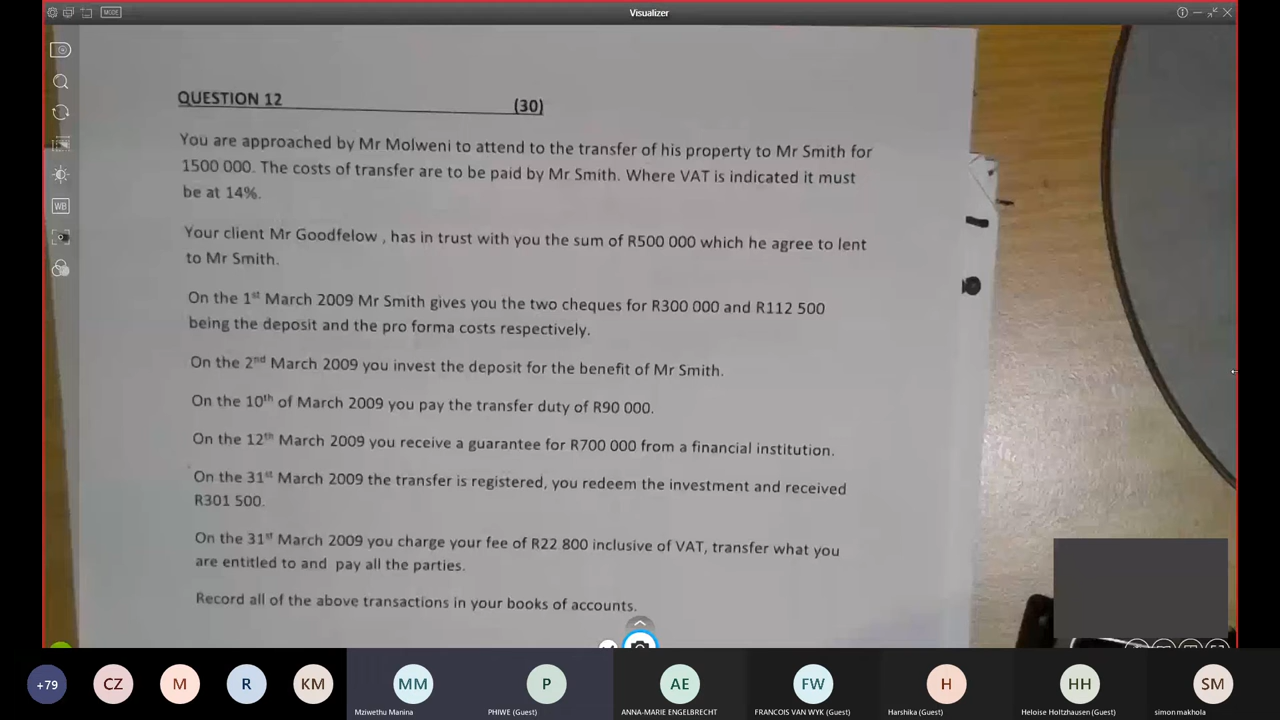 MODE
Visualizer
QUESTION 12 (30)
You are approached by Mr Molweni to attend to the transfer of his property to Mr Smith for
1500 000. The costs of transfer are to be paid by Mr Smith. Where VAT is indicated it must
be at 14%.
Your client Mr Goodfelow , has in trust with you the sum of R500 000 which he agree to lent
to Mr Smith.
On the 1st March 2009 Mr Smith gives you the two cheques for R300 000 and R112 500
being the deposit and the pro forma costs respectively.
On the 2nd March 2009 you invest the deposit for the benefit of Mr Smith.
On the 10th of March 2009 you pay the transfer duty of R90 000.
On the 12th March 2009 you receive a guarantee for R700 000 from a financial institution.
On the 31st March 2009 the transfer is registered, you redeem the investment and received
R301 500.
On the 31st March 2009 you charge your fee of R22 800 inclusive of VAT, transfer what you
are entitled to and pay all the parties.
Record all of the above transactions in your books of accounts.
WB
+79 CZ M R KM MM P AE FW H HH SM
Mziwethu Manina PHIWE (Guest) ANNA-MARIE ENGELBRECHT FRANCOIS VAN WYK (Guest) Harshika (Guest) Heloise Holtzhausen (Guest) simon makhola